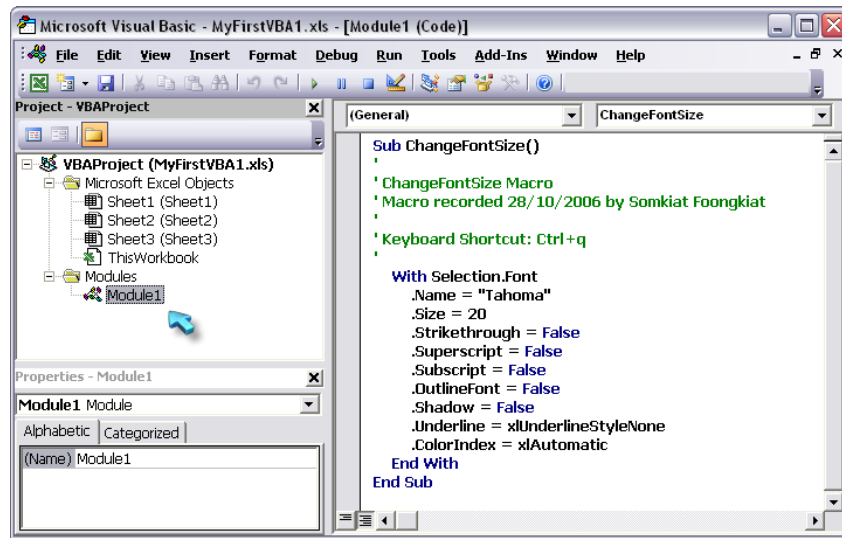 Microsoft Visual Basic - MyFirstVBA1.xls - [Module1 (Code)]
File Edit View Insert Format Debug Run Tools Add-Ins Window Help
Project - VBAProject
VBAProject (MyFirstVBA1.xls)
Microsoft Excel Objects
Sheet1 (Sheet1)
Sheet2 (Sheet2)
Sheet3 (Sheet3)
ThisWorkbook
Modules
Module1
Properties - Module1
Module1 Module
Alphabetic Categorized
(Name) Module1
(General) ChangeFontSize
Sub ChangeFontSize()
'
' ChangeFontSize Macro
' Macro recorded 28/10/2006 by Somkiat Foongkiat
'
' Keyboard Shortcut: Ctrl+q
'
With Selection.Font
.Name = "Tahoma"
.Size = 20
.Strikethrough = False
.Superscript = False
.Subscript = False
.OutlineFont = False
.Shadow = False
.Underline = xlUnderlineStyleNone
.ColorIndex = xlAutomatic
End With
End Sub